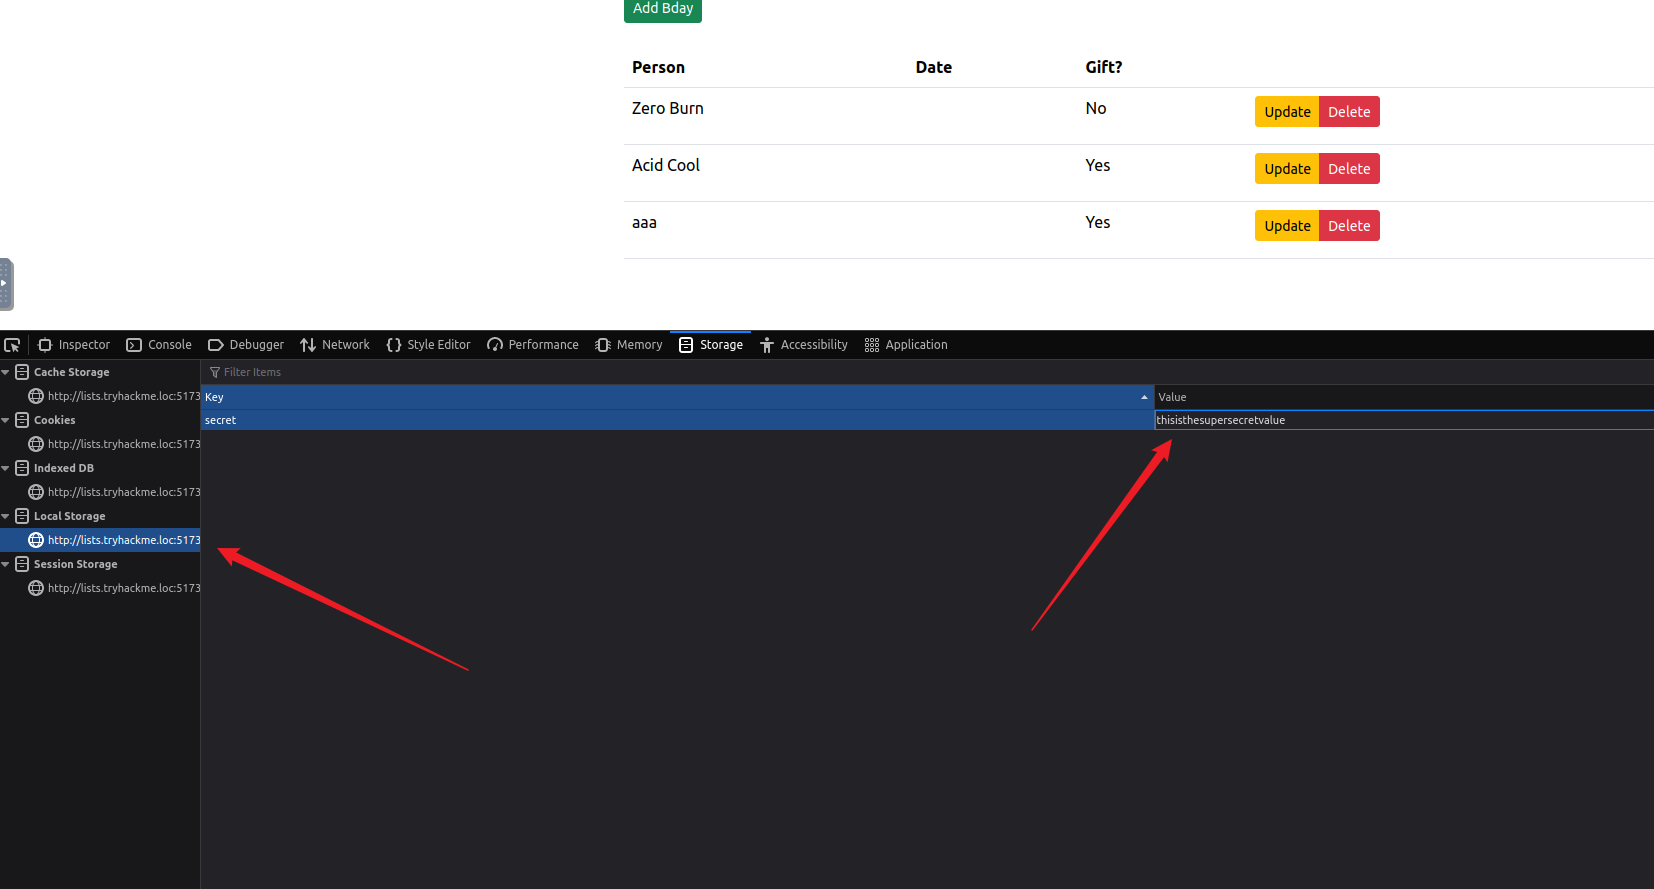 Add Bday
Person Date Gift?
Zero Burn No Update Delete
Acid Cool Yes Update Delete
aaa Yes Update Delete
Inspector Console Debugger Network Style Editor Performance Memory Storage Accessibility Application
Cache Storage
Filter Items
http://lists.tryhackme.loc:5173
Key Value
Cookies
secret thisisthesupersecretvalue
http://lists.tryhackme.loc:5173
Indexed DB
http://lists.tryhackme.loc:5173
Local Storage
http://lists.tryhackme.loc:5173
Session Storage
http://lists.tryhackme.loc:5173